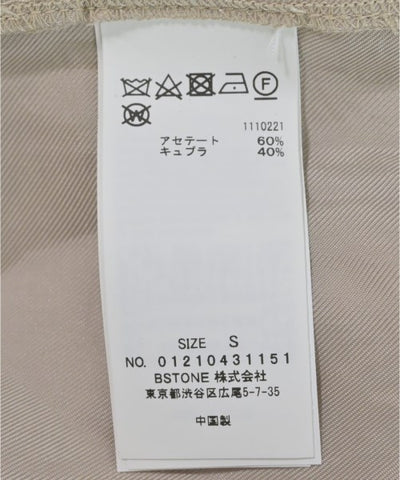 F
W
1110221
アセテート 60%
キュプラ 40%
SIZE S
NO. 01210431151
BSTONE 株式会社
東京都渋谷区広尾5-7-35
中国製